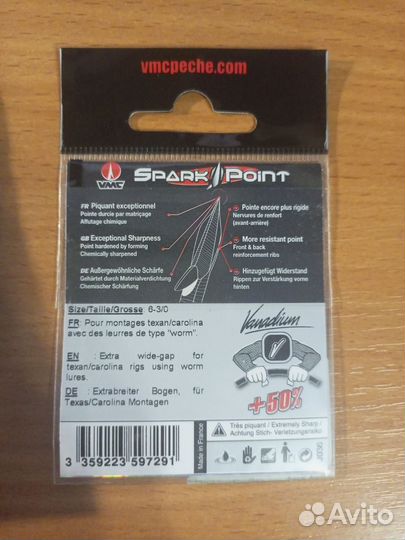 vmcpeche.com
VMC
SPARK POINT
FR Piquant exceptionnel
Pointe durcie par matriçage
Affutage chimique
Pointe encore plus rigide
Nervures de renfort
(avant-arrière)
GB Exceptional Sharpness
Point hardened by forming
Chemically sharpened
More resistant point
Front & back
reinforcement ribs
DE Außergewöhnliche Schärfe
Gehärtet durch Materialverdichtung
Chemischer Schärfung
Hinzugefügt Widerstand
Rippen zur Verstärkung vorne
hinten
Size/Taille/Grosse: 6-3/0
FR: Pour montages texan/carolina
avec des leurres de type "worm".
EN : Extra wide-gap for
texan/carolina rigs using worm
lures.
DE : Extrabreiter Bogen, für
Texas/Carolina Montagen
Vanadium
+50%
Très piquant / Extremaly Sharp /
Achtung Stich- Verletzungsrisiko
Made in France
3 359223 597291
Avito